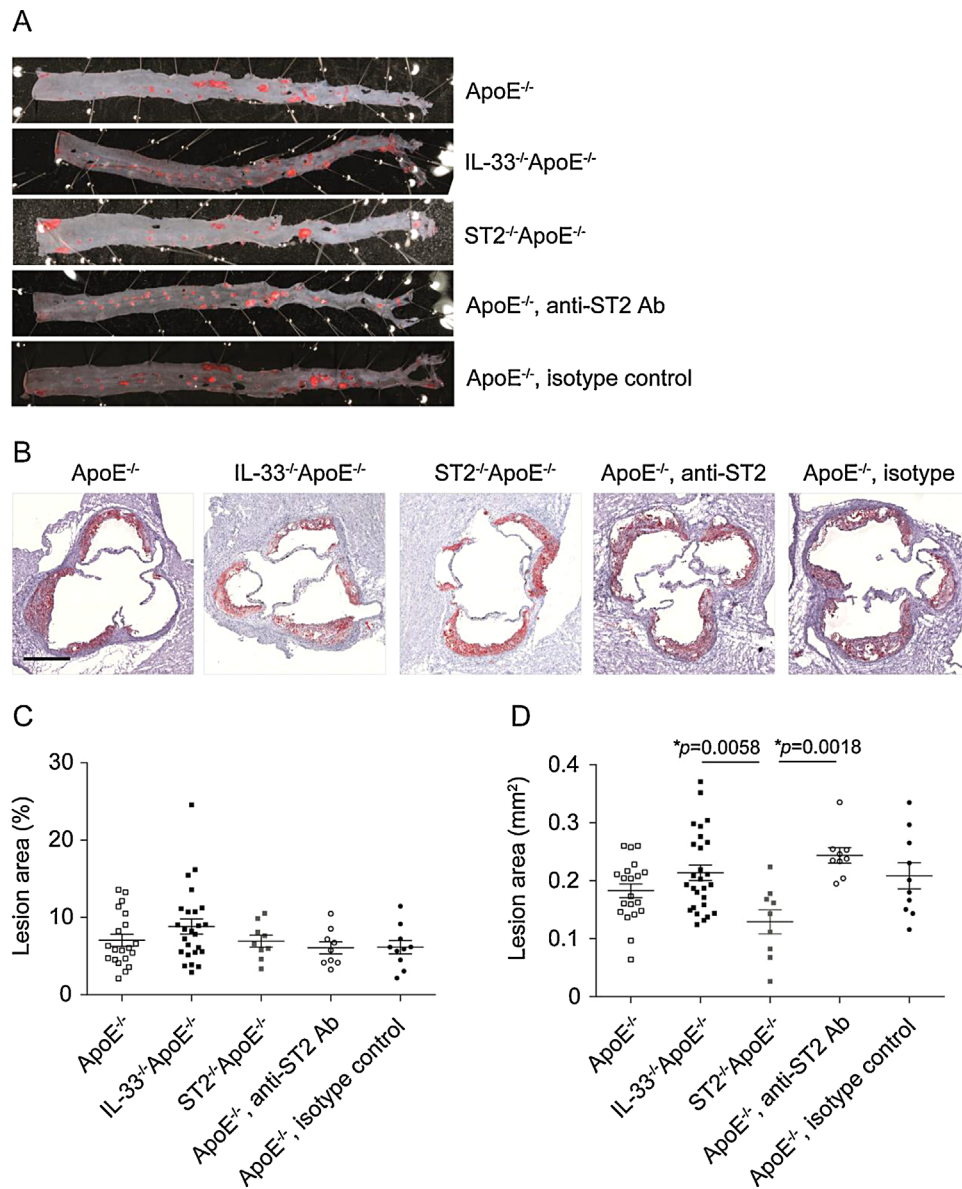 A
ApoE⁻/⁻
IL-33⁻/⁻ApoE⁻/⁻
ST2⁻/⁻ApoE⁻/⁻
ApoE⁻/⁻, anti-ST2 Ab
ApoE⁻/⁻, isotype control
B
ApoE⁻/⁻ IL-33⁻/⁻ApoE⁻/⁻ ST2⁻/⁻ApoE⁻/⁻ ApoE⁻/⁻, anti-ST2 ApoE⁻/⁻, isotype
C
Lesion area (%)
30
20
10
0
ApoE⁻/⁻
IL-33⁻/⁻ApoE⁻/⁻
ST2⁻/⁻ApoE⁻/⁻
ApoE⁻/⁻, anti-ST2 Ab
ApoE⁻/⁻, isotype control
D
*p=0.0058 *p=0.0018
Lesion area (mm²)
0.4
0.3
0.2
0.1
0
ApoE⁻/⁻
IL-33⁻/⁻ApoE⁻/⁻
ST2⁻/⁻ApoE⁻/⁻
ApoE⁻/⁻, anti-ST2 Ab
ApoE⁻/⁻, isotype control